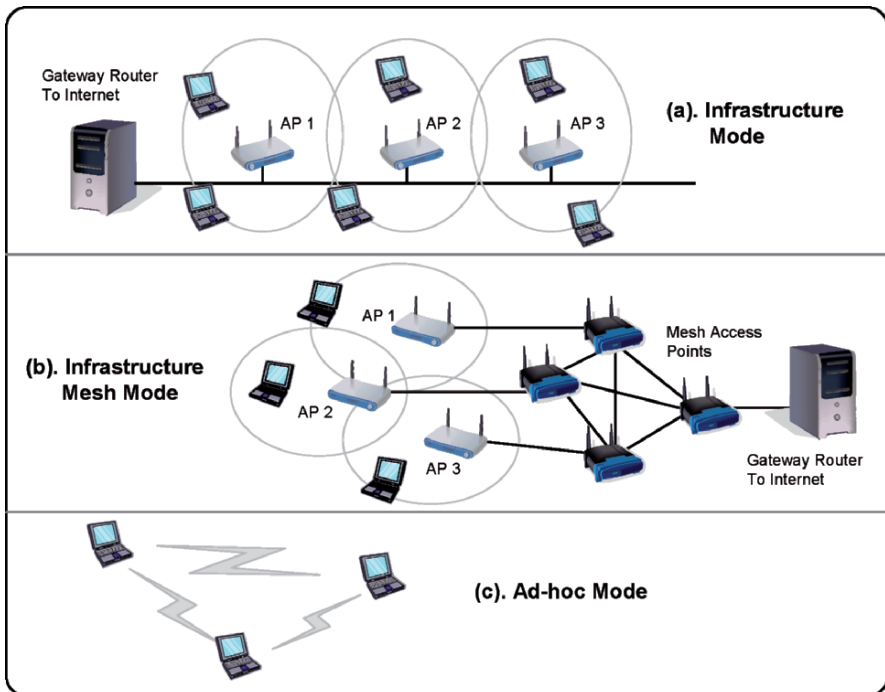 Gateway Router
To Internet
AP 1
AP 2
AP 3
(a). Infrastructure
Mode
(b). Infrastructure
Mesh Mode
AP 1
AP 2
AP 3
Mesh Access
Points
Gateway Router
To Internet
(c). Ad-hoc Mode